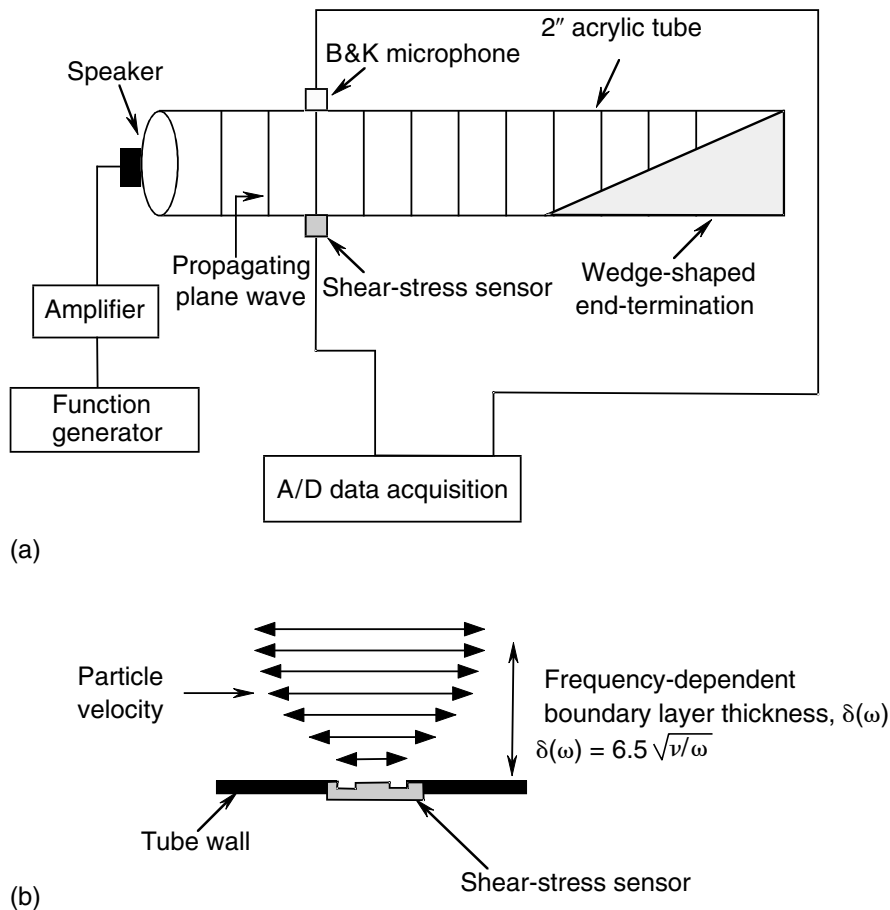 2″ acrylic tube
B&K microphone
Speaker
Propagating
plane wave
Shear-stress sensor
Wedge-shaped
end-termination
Amplifier
Function
generator
A/D data acquisition
(a)
Particle
velocity
Frequency-dependent
boundary layer thickness, δ(ω)
δ(ω) = 6.5 √ν/ω
Tube wall
Shear-stress sensor
(b)